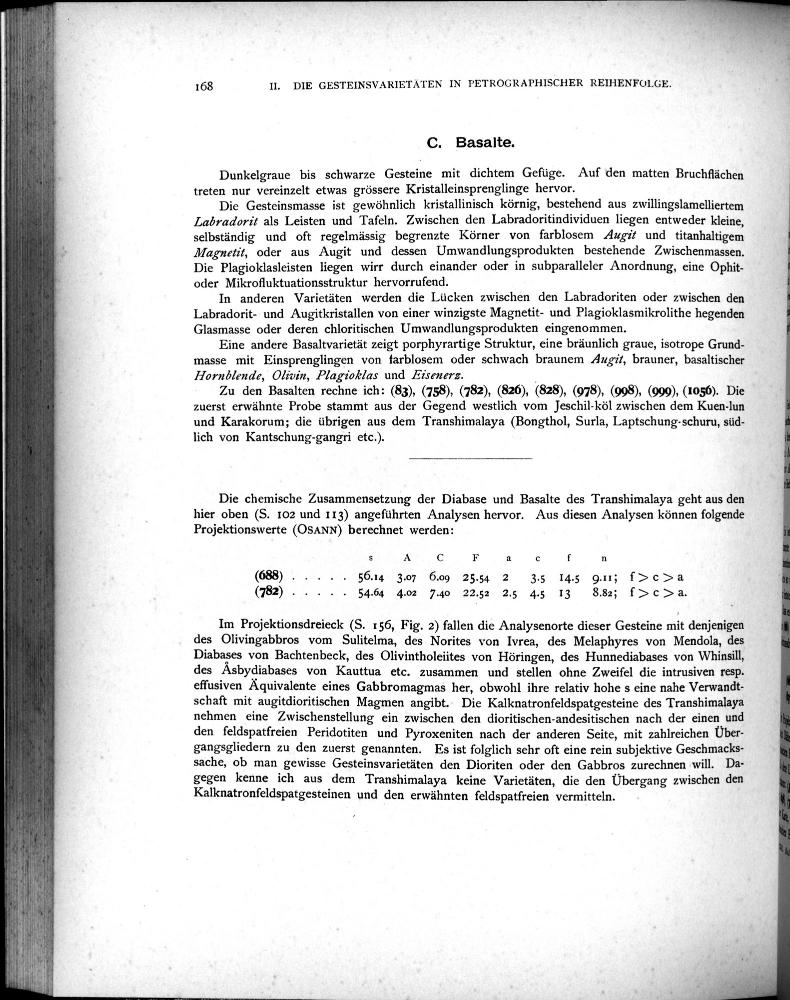 168 II. DIE GESTEINSVARIETÄTEN IN PETROGRAPHISCHER REIHENFOLGE.
C. Basalte.
Dunkelgraue bis schwarze Gesteine mit dichtem Gefüge. Auf den matten Bruchflächen
treten nur vereinzelt etwas grössere Kristalleinsprenglinge hervor.
Die Gesteinsmasse ist gewöhnlich kristallinisch körnig, bestehend aus zwillingslamelliertem
Labradorit als Leisten und Tafeln. Zwischen den Labradoritindividuen liegen entweder kleine,
selbständig und oft regelmässig begrenzte Körner von farblosem Augit und titanhaltigem
Magnetit, oder aus Augit und dessen Umwandlungsprodukten bestehende Zwischenmassen.
Die Plagioklasleisten liegen wirr durch einander oder in subparalleler Anordnung, eine Ophit-
oder Mikrofluktuationsstruktur hervorrufend.
In anderen Varietäten werden die Lücken zwischen den Labradoriten oder zwischen den
Labradorit- und Augitkristallen von einer winzigste Magnetit- und Plagioklasmikrolithe hegenden
Glasmasse oder deren chloritischen Umwandlungsprodukten eingenommen.
Eine andere Basaltvarietät zeigt porphyrartige Struktur, eine bräunlich graue, isotrope Grund-
masse mit Einsprenglingen von farblosem oder schwach braunem Augit, brauner, basaltischer
Hornblende, Olivin, Plagioklas und Eisenerz.
Zu den Basalten rechne ich: (83), (758), (782), (826), (828), (978), (998), (999), (1056). Die
zuerst erwähnte Probe stammt aus der Gegend westlich vom Jeschil-köl zwischen dem Kuen-lun
und Karakorum; die übrigen aus dem Transhimalaya (Bongthol, Surla, Laptschung-schuru, süd-
lich von Kantschung-gangri etc.).
Die chemische Zusammensetzung der Diabase und Basalte des Transhimalaya geht aus den
hier oben (S. 102 und 113) angeführten Analysen hervor. Aus diesen Analysen können folgende
Projektionswerte (OSANN) berechnet werden:
s A C F a c f n
(688) . . . . . 56.14 3.07 6.09 25.54 2 3.5 14.5 9.11; f > c > a
(782) . . . . . 54.64 4.02 7.40 22.52 2.5 4.5 13 8.82; f > c > a.
Im Projektionsdreieck (S. 156, Fig. 2) fallen die Analysenorte dieser Gesteine mit denjenigen
des Olivingabbros vom Sulitelma, des Norites von Ivrea, des Melaphyres von Mendola, des
Diabases von Bachtenbeck, des Olivintholeiites von Höringen, des Hunnediabases von Whinsill,
des Åsbydiabases von Kauttua etc. zusammen und stellen ohne Zweifel die intrusiven resp.
effusiven Äquivalente eines Gabbromagmas her, obwohl ihre relativ hohe s eine nahe Verwandt-
schaft mit augitdioritischen Magmen angibt. Die Kalknatronfeldspatgesteine des Transhimalaya
nehmen eine Zwischenstellung ein zwischen den dioritischen-andesitischen nach der einen und
den feldspatfreien Peridotiten und Pyroxeniten nach der anderen Seite, mit zahlreichen Über-
gangsgliedern zu den zuerst genannten. Es ist folglich sehr oft eine rein subjektive Geschmacks-
sache, ob man gewisse Gesteinsvarietäten den Dioriten oder den Gabbros zurechnen will. Da-
gegen kenne ich aus dem Transhimalaya keine Varietäten, die den Übergang zwischen den
Kalknatronfeldspatgesteinen und den erwähnten feldspatfreien vermitteln.